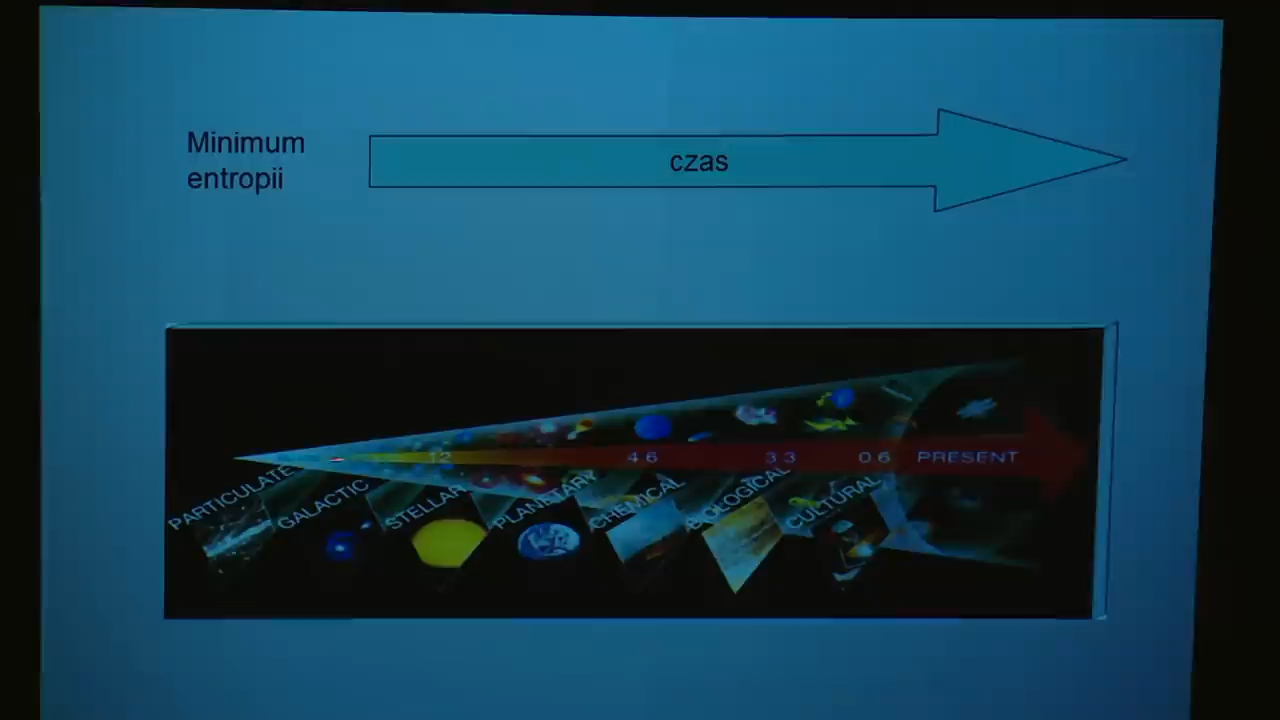 Minimum
entropii
czas
12 4.6 3.3 0.6 PRESENT
PARTICULATE GALACTIC STELLAR PLANETARY CHEMICAL BIOLOGICAL CULTURAL